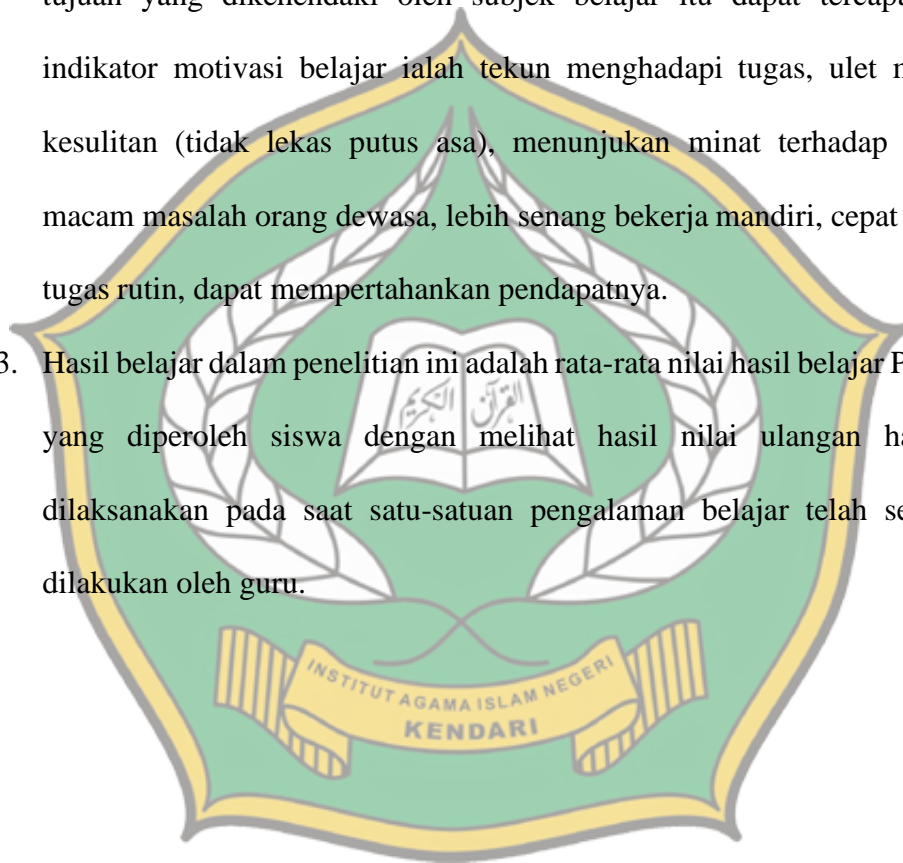 tujuan yang dikehendaki oleh subjek belajar itu dapat
indikator motivasi belajar ialah tekun menghadapi tugas, ulet
kesulitan (tidak lekas putus asa), menunjukan minat terhadap
macam masalah orang dewasa, lebih senang bekerja mandiri, cepat
tugas rutin, dapat mempertahankan pendapatnya.
3. Hasil belajar dalam penelitian ini adalah rata-rata nilai hasil belajar
yang diperoleh siswa dengan melihat hasil nilai ulangan
dilaksanakan pada saat satu-satuan pengalaman belajar telah
dilakukan oleh guru.
القرآن الكريم
INSTITUT AGAMA ISLAM NEGERI
KENDARI